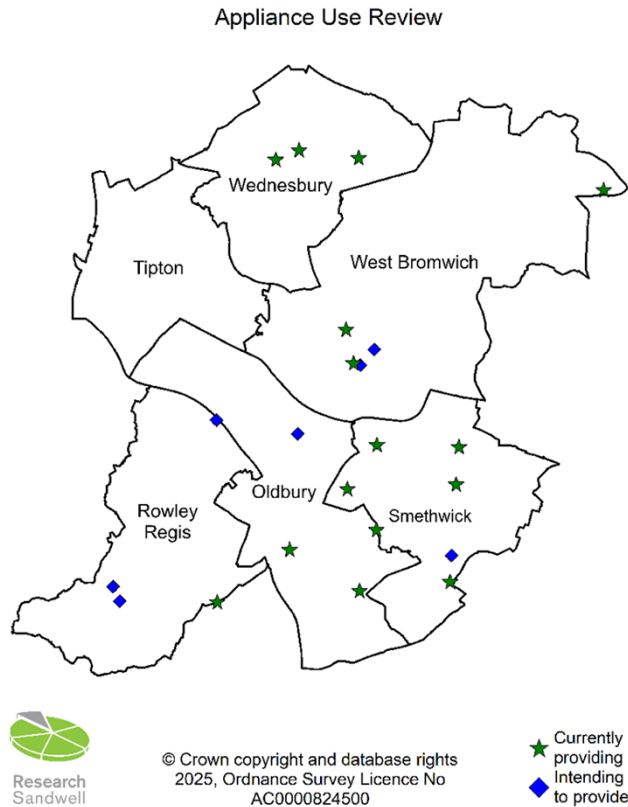 Appliance Use Review
Wednesbury
Tipton
West Bromwich
Oldbury
Rowley
Regis
Smethwick
Research
Sandwell
© Crown copyright and database rights
2025, Ordnance Survey Licence No
AC0000824500
Currently
providing
Intending
to provide